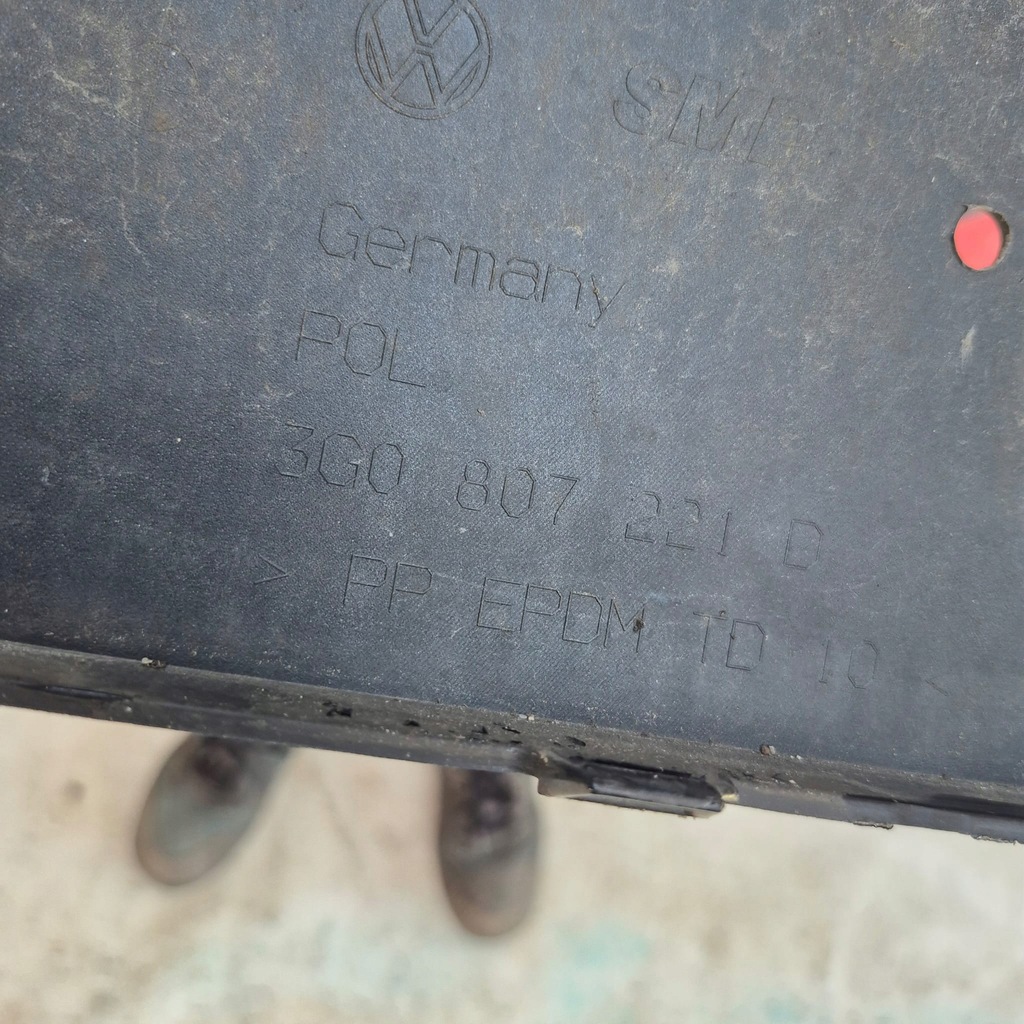 SML
Germany
POL
3G0 807 221 D
> PP EPDM TD 10